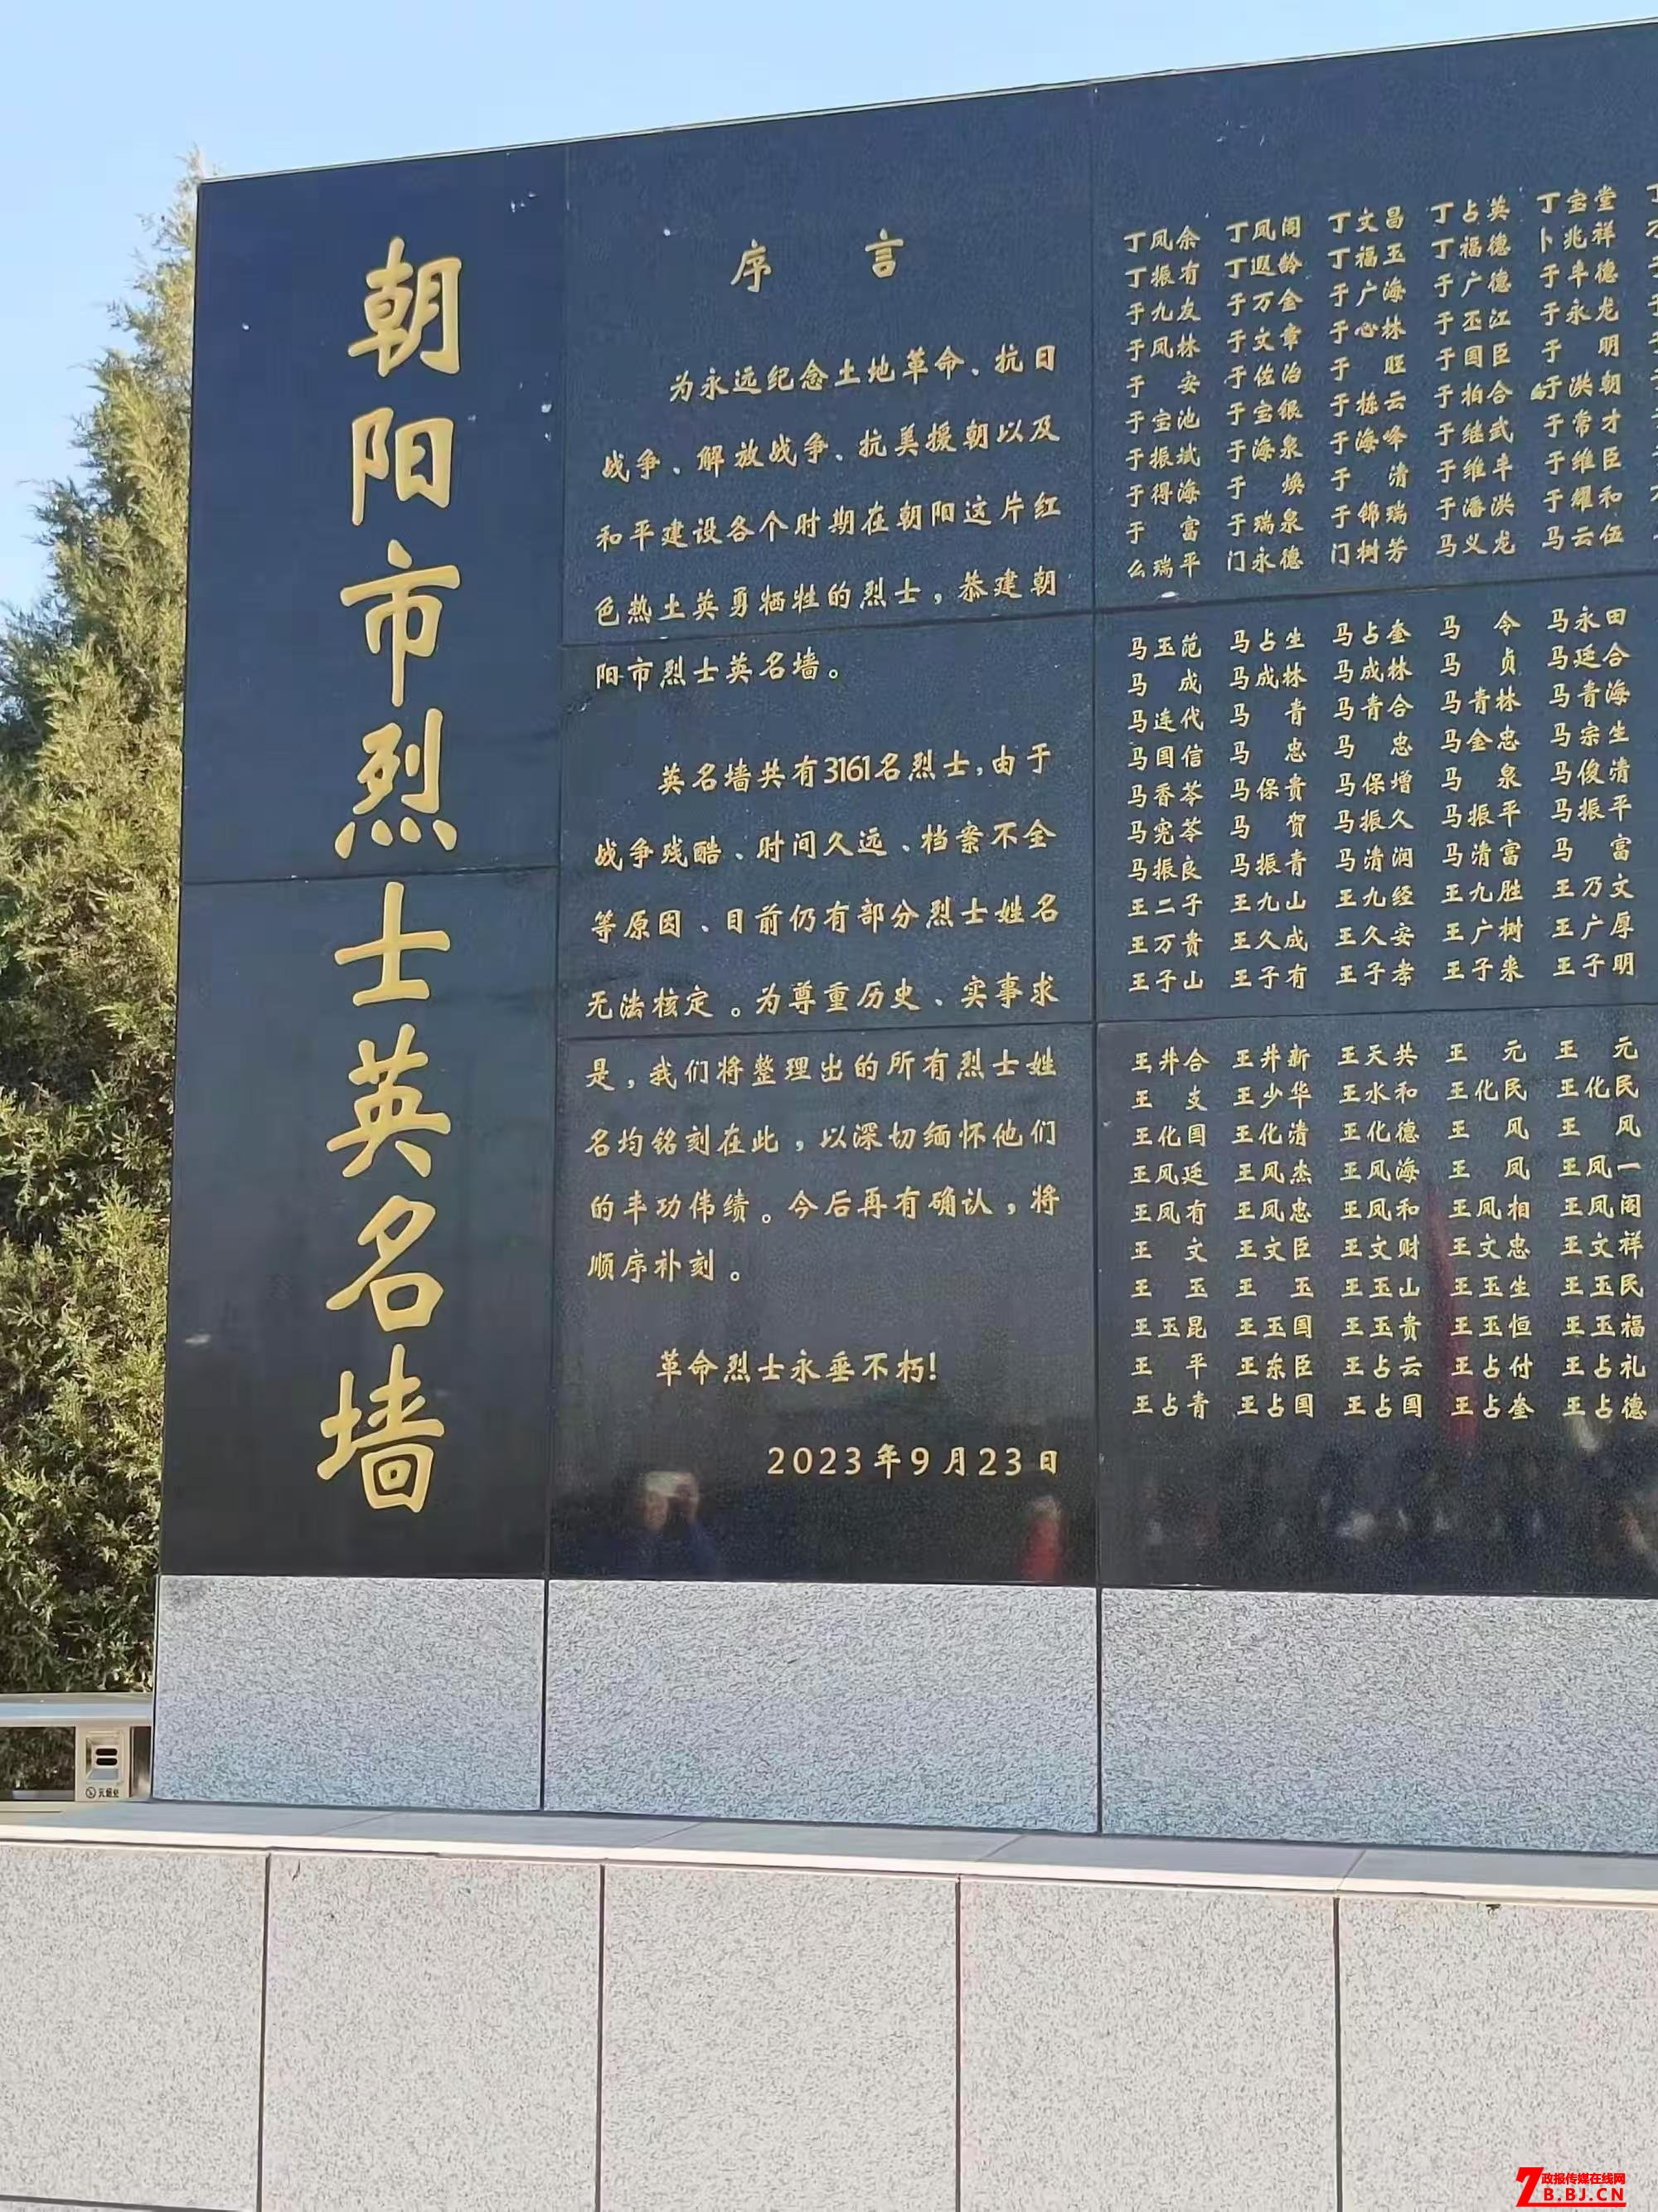 朝阳市烈士英名墙
序 言
为永远纪念土地革命、抗日
战争、解放战争、抗美援朝以及
和平建设各个时期在朝阳这片红
色热土英勇牺牲的烈士，恭建朝
阳市烈士英名墙。
英名墙共有3161名烈士，由于
战争残酷、时间久远、档案不全
等原因、目前仍有部分烈士姓名
无法核定。为尊重历史、实事求
是，我们将整理出的所有烈士姓
名均铭刻在此，以深切缅怀他们
的丰功伟绩。今后再有确认，将
顺序补刻。
革命烈士永垂不朽！
2023年9月23日
丁凤余 丁凤阁 丁文昌 丁占英 丁宝堂
丁振有 丁遐龄 丁福玉 丁福德 卜兆祥
于九友 于万金 于广海 于广德 于丰德
于凤林 于文章 于心林 于丕江 于永龙
于 安 于佐治 于 旺 于国臣 于 明
于宝池 于宝银 于栋云 于柏合 于洪朝
于振斌 于海泉 于海峰 于继武 于常才
于得海 于 焕 于 清 于维丰 于维臣
于 富 于瑞泉 于锦瑞 于潘洪 于耀和
么瑞平 门永德 门树芳 马义龙 马云伍
马玉范 马占生 马占奎 马 令 马永田
马 成 马成林 马成林 马 贞 马廷合
马连代 马 青 马青合 马青林 马青海
马国信 马 忠 马 忠 马金忠 马宗生
马香苓 马保贵 马保增 马 泉 马俊清
马宪苓 马 贺 马振久 马振平 马振平
马振良 马振青 马清润 马清富 马 富
王二子 王九山 王九经 王九胜 王乃文
王万贵 王久成 王久安 王广树 王广厚
王子山 王子有 王子孝 王子来 王子明
王井合 王井新 王天共 王 元 王 元
王 支 王少华 王水和 王化民 王化民
王化国 王化清 王化德 王 风 王 风
王凤廷 王凤杰 王凤海 王 凤 王凤一
王凤有 王凤忠 王凤和 王凤相 王凤阁
王 文 王文臣 王文财 王文忠 王文祥
王 玉 王 玉 王玉山 王玉生 王玉民
王玉昆 王玉国 王玉贵 王玉恒 王玉福
王 平 王东臣 王占云 王占付 王占礼
王占青 王占国 王占国 王占奎 王占德
政报传媒在线网
ZB.BJ.CN